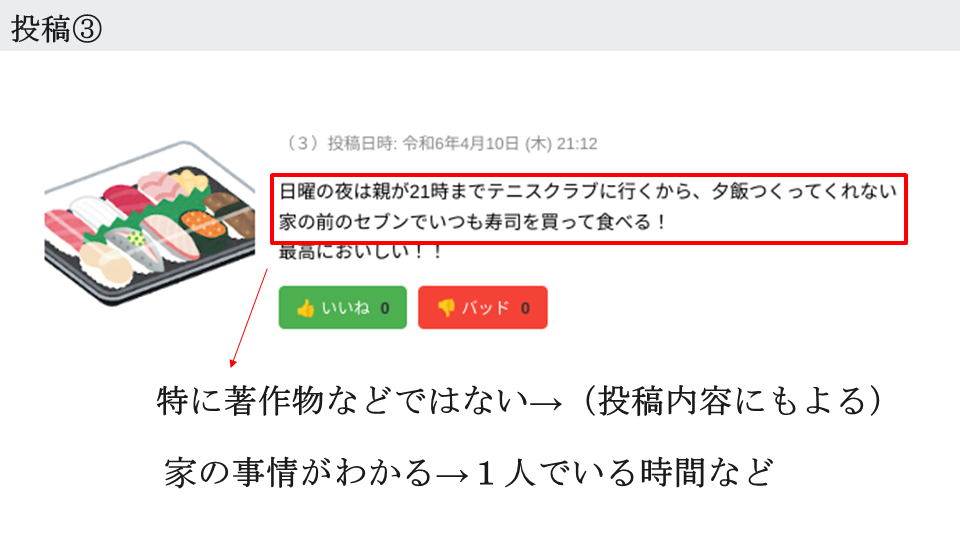 投稿③
（３）投稿日時: 令和6年4月10日 (木) 21:12
日曜の夜は親が21時までテニスクラブに行くから、夕飯つくってくれない
家の前のセブンでいつも寿司を買って食べる！
最高においしい！！
👍 いいね 0
👎 バッド 0
特に著作物などではない→（投稿内容にもよる）
家の事情がわかる→１人でいる時間など